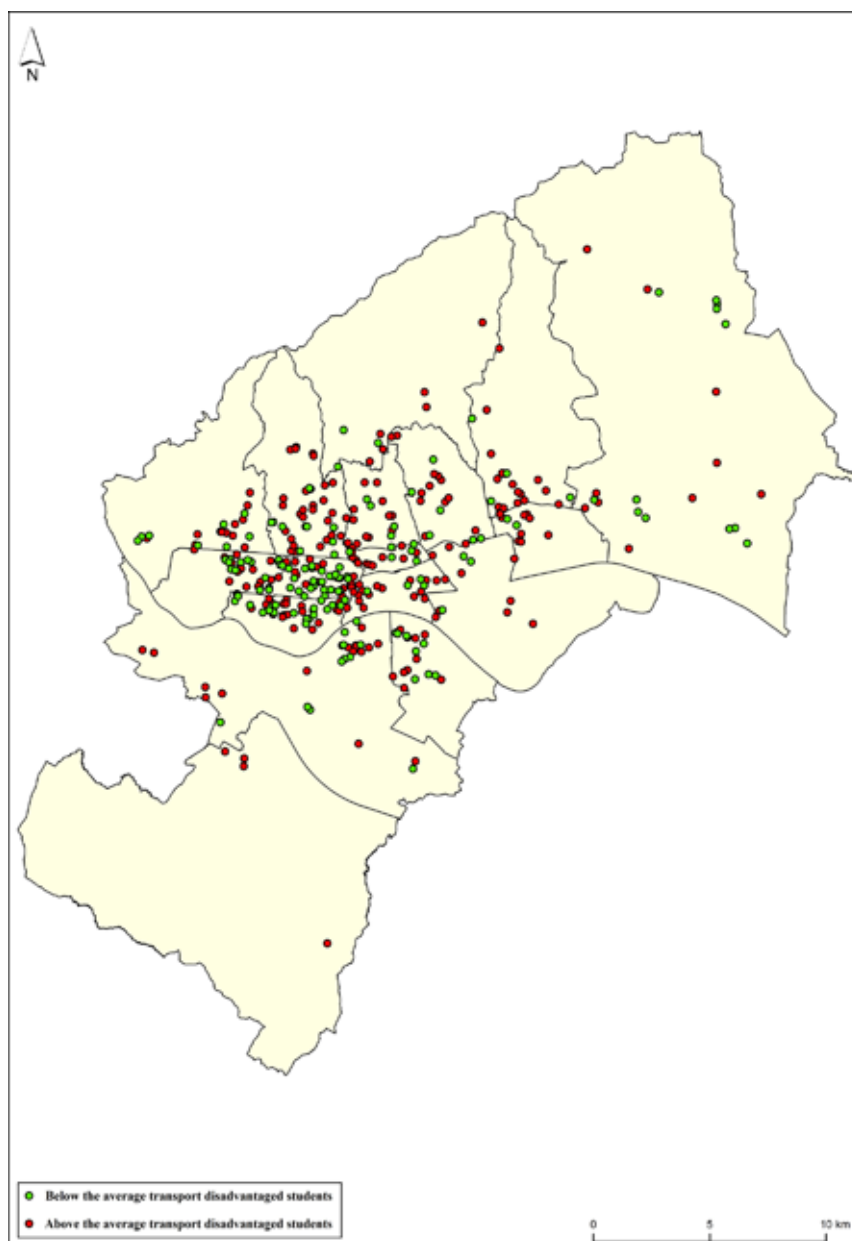 N
Below the average transport disadvantaged students
Above the average transport disadvantaged students
0 5 10 km